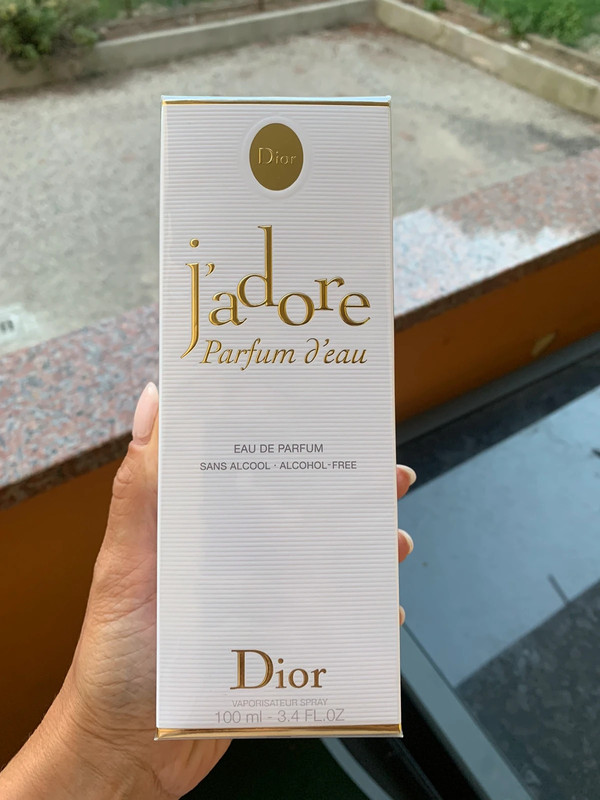 Dior
j'adore
Parfum d'eau
EAU DE PARFUM
SANS ALCOOL · ALCOHOL-FREE
Dior
VAPORISATEUR SPRAY
100 ml - 3.4 FL.OZ